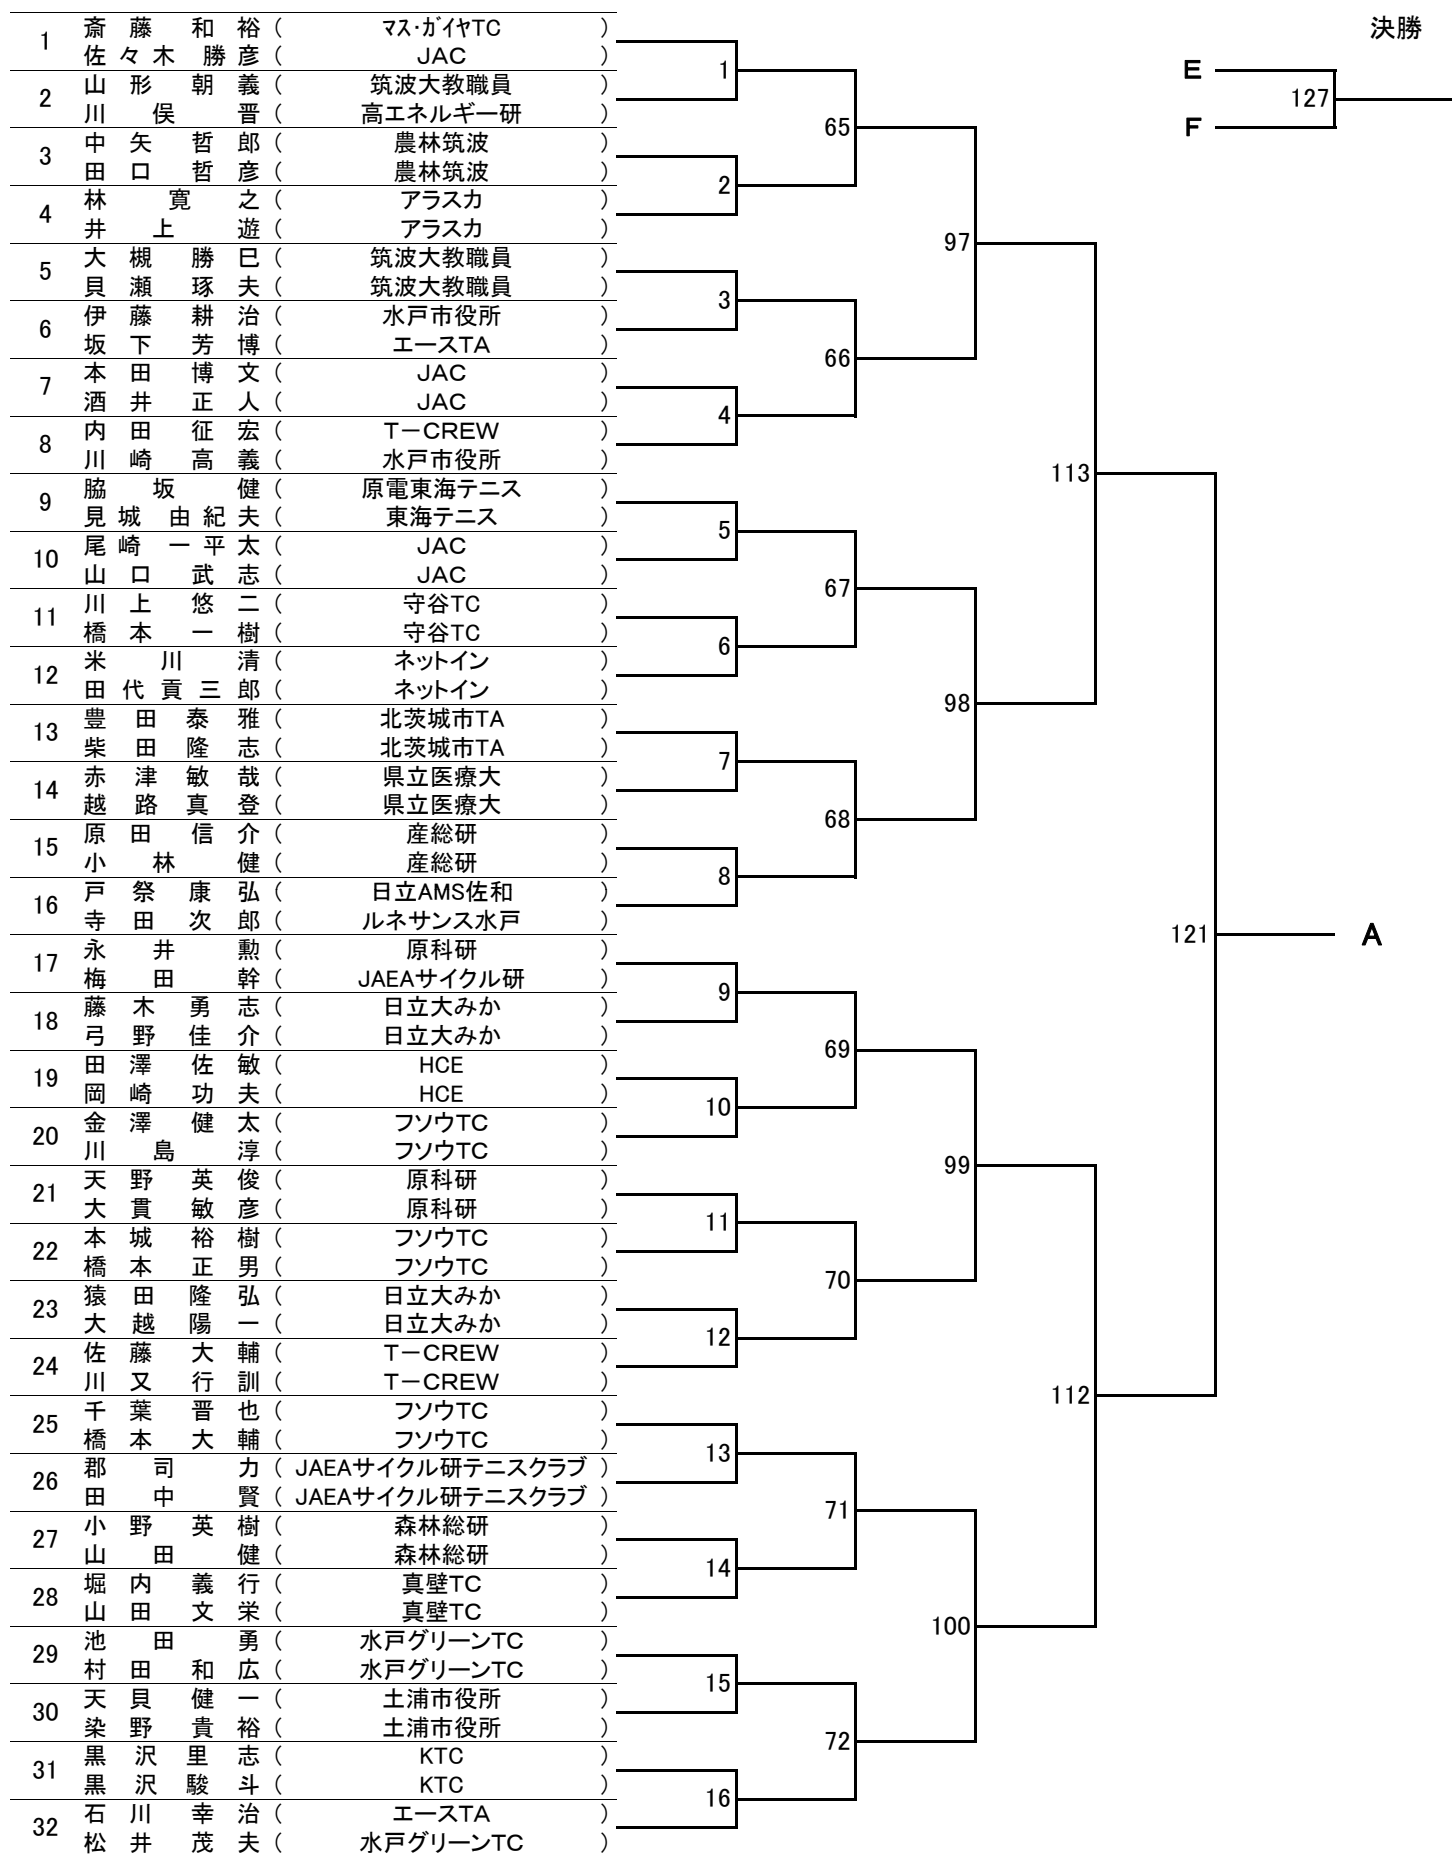 決勝
E
127
F
1 斎藤和裕 ( マス・ガイヤTC )
佐々木勝彦 ( JAC )
2 山形朝義 ( 筑波大教職員 )
川俣晋 ( 高エネルギー研 )
3 中矢哲郎 ( 農林筑波 )
田口哲彦 ( 農林筑波 )
4 林寛之 ( アラスカ )
井上遊 ( アラスカ )
5 大槻勝巳 ( 筑波大教職員 )
貝瀬琢夫 ( 筑波大教職員 )
6 伊藤耕治 ( 水戸市役所 )
坂下芳博 ( エースTA )
7 本田博文 ( JAC )
酒井正人 ( JAC )
8 内田征宏 ( T－CREW )
川崎高義 ( 水戸市役所 )
9 脇坂健 ( 原電東海テニス )
見城由紀夫 ( 東海テニス )
10 尾崎一平太 ( JAC )
山口武志 ( JAC )
11 川上悠二 ( 守谷TC )
橋本一樹 ( 守谷TC )
12 米川清 ( ネットイン )
田代貢三郎 ( ネットイン )
13 豊田泰雅 ( 北茨城市TA )
柴田隆志 ( 北茨城市TA )
14 赤津敏哉 ( 県立医療大 )
越路真登 ( 県立医療大 )
15 原田信介 ( 産総研 )
小林健 ( 産総研 )
16 戸祭康弘 ( 日立AMS佐和 )
寺田次郎 ( ルネサンス水戸 )
17 永井勲 ( 原科研 )
梅田幹 ( JAEAサイクル研 )
18 藤木勇志 ( 日立大みか )
弓野佳介 ( 日立大みか )
19 田澤佐敏 ( HCE )
岡崎功夫 ( HCE )
20 金澤健太 ( フソウTC )
川島淳 ( フソウTC )
21 天野英俊 ( 原科研 )
大貫敏彦 ( 原科研 )
22 本城裕樹 ( フソウTC )
橋本正男 ( フソウTC )
23 猿田隆弘 ( 日立大みか )
大越陽一 ( 日立大みか )
24 佐藤大輔 ( T－CREW )
川又行訓 ( T－CREW )
25 千葉晋也 ( フソウTC )
橋本大輔 ( フソウTC )
26 郡司力 ( JAEAサイクル研テニスクラブ )
田中賢 ( JAEAサイクル研テニスクラブ )
27 小野英樹 ( 森林総研 )
山田健 ( 森林総研 )
28 堀内義行 ( 真壁TC )
山田文栄 ( 真壁TC )
29 池田勇 ( 水戸グリーンTC )
村田和広 ( 水戸グリーンTC )
30 天貝健一 ( 土浦市役所 )
染野貴裕 ( 土浦市役所 )
31 黒沢里志 ( KTC )
黒沢駿斗 ( KTC )
32 石川幸治 ( エースTA )
松井茂夫 ( 水戸グリーンTC )
1
2
3
4
5
6
7
8
9
10
11
12
13
14
15
16
65
66
67
68
69
70
71
72
97
98
99
100
113
112
121
A